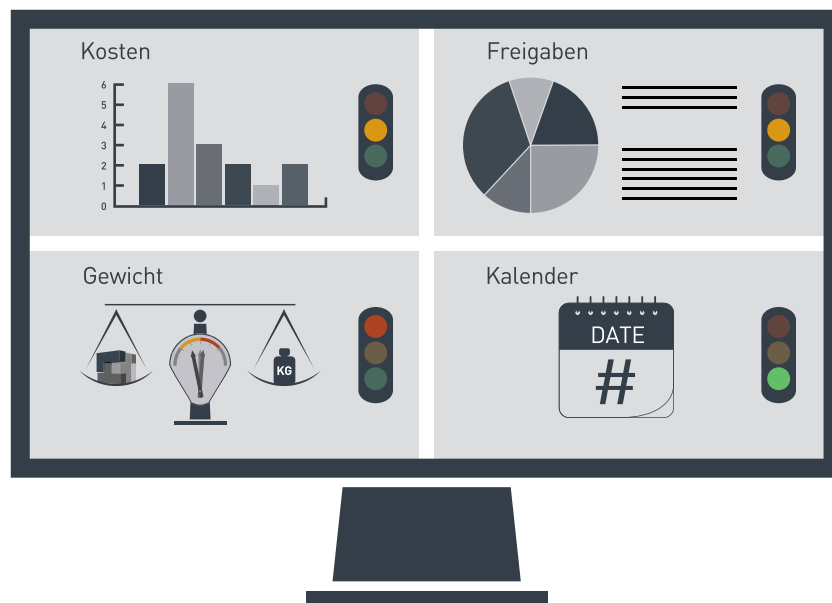 Kosten
6
5
4
3
2
1
0
Freigaben
Gewicht
KG
Kalender
DATE
#